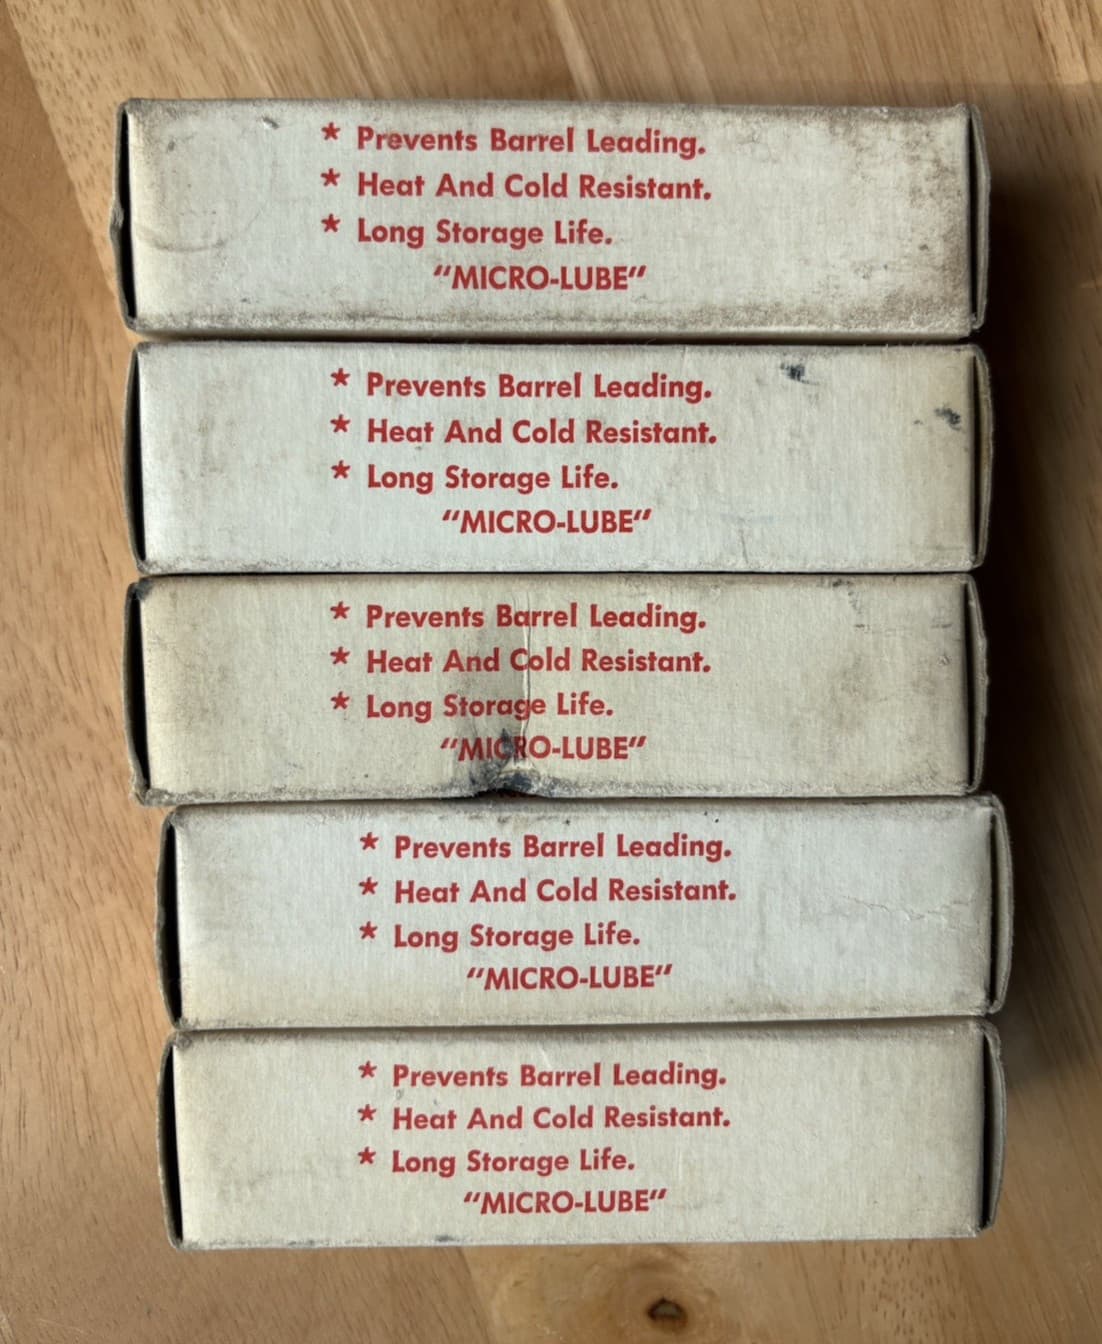 * Prevents Barrel Leading.
* Heat And Cold Resistant.
* Long Storage Life.
"MICRO-LUBE"
* Prevents Barrel Leading.
* Heat And Cold Resistant.
* Long Storage Life.
"MICRO-LUBE"
* Prevents Barrel Leading.
* Heat And Cold Resistant.
* Long Storage Life.
"MICRO-LUBE"
* Prevents Barrel Leading.
* Heat And Cold Resistant.
* Long Storage Life.
"MICRO-LUBE"
* Prevents Barrel Leading.
* Heat And Cold Resistant.
* Long Storage Life.
"MICRO-LUBE"